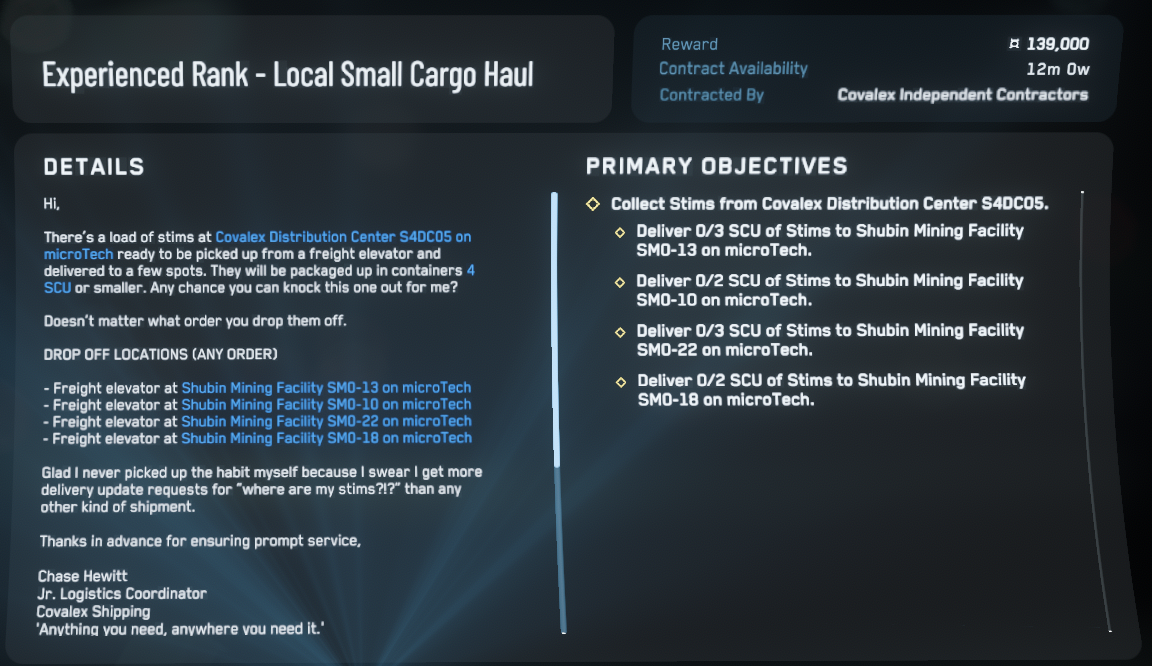 Experienced Rank - Local Small Cargo Haul
Reward ¤ 139,000
Contract Availability 12m 0w
Contracted By Covalex Independent Contractors
DETAILS
Hi,
There's a load of stims at Covalex Distribution Center S4DC05 on
microTech ready to be picked up from a freight elevator and
delivered to a few spots. They will be packaged up in containers 4
SCU or smaller. Any chance you can knock this one out for me?
Doesn't matter what order you drop them off.
DROP OFF LOCATIONS (ANY ORDER)
- Freight elevator at Shubin Mining Facility SM0-13 on microTech
- Freight elevator at Shubin Mining Facility SM0-10 on microTech
- Freight elevator at Shubin Mining Facility SM0-22 on microTech
- Freight elevator at Shubin Mining Facility SM0-18 on microTech
Glad I never picked up the habit myself because I swear I get more
delivery update requests for "where are my stims?!?" than any
other kind of shipment.
Thanks in advance for ensuring prompt service,
Chase Hewitt
Jr. Logistics Coordinator
Covalex Shipping
'Anything you need, anywhere you need it.'
PRIMARY OBJECTIVES
Collect Stims from Covalex Distribution Center S4DC05.
Deliver 0/3 SCU of Stims to Shubin Mining Facility
SM0-13 on microTech.
Deliver 0/2 SCU of Stims to Shubin Mining Facility
SM0-10 on microTech.
Deliver 0/3 SCU of Stims to Shubin Mining Facility
SM0-22 on microTech.
Deliver 0/2 SCU of Stims to Shubin Mining Facility
SM0-18 on microTech.